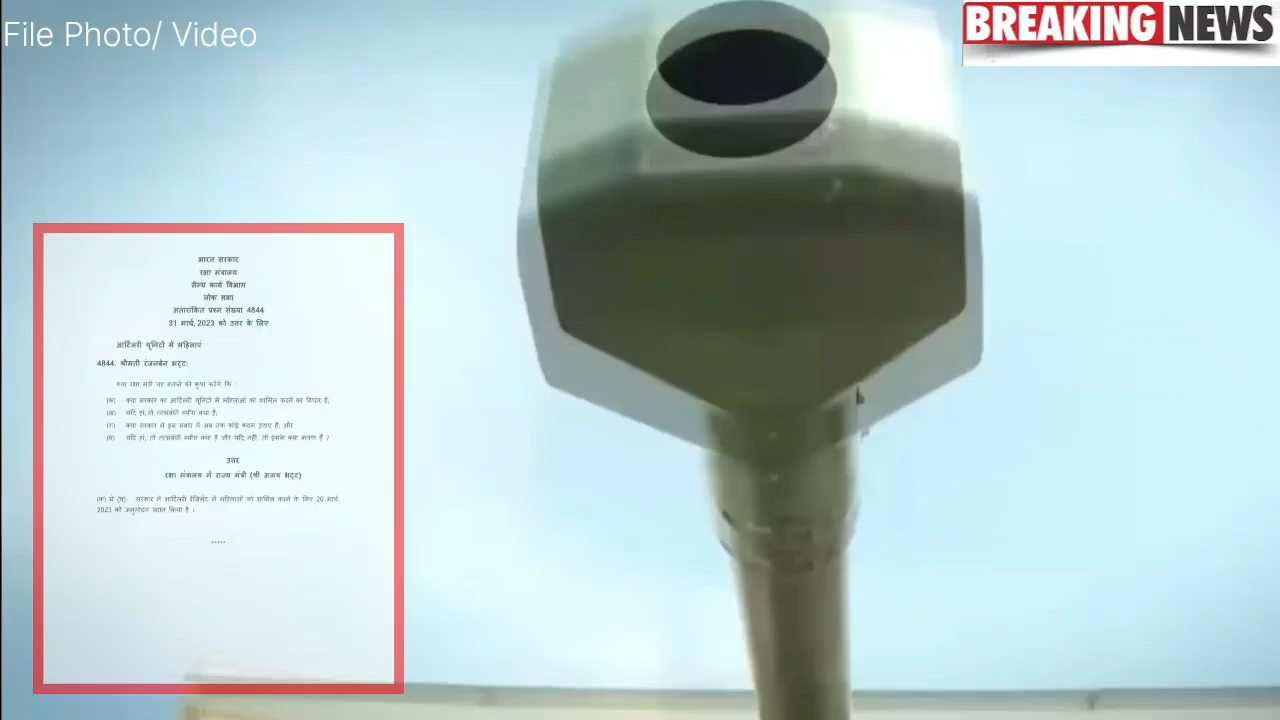 File Photo/ Video
BREAKING NEWS
भारत सरकार
रक्षा मंत्रालय
सैन्य कार्य विभाग
लोक सभा
अतारांकित प्रश्न संख्या 4844
31 मार्च, 2023 को उत्तर के लिए
आर्टिलरी यूनिटों में महिलाएं
4844. श्रीमती रंजनबेन भट्ट:
क्या रक्षा मंत्री यह बताने की कृपा करेंगे कि :
(क) क्या सरकार का आर्टिलरी यूनिटों में महिलाओं को शामिल करने का विचार है;
(ख) यदि हां, तो तत्संबंधी ब्यौरा क्या है;
(ग) क्या सरकार ने इस संबंध में अब तक कोई कदम उठाए हैं; और
(घ) यदि हां, तो तत्संबंधी ब्यौरा क्या है और यदि नहीं, तो इसके क्या कारण हैं ?
उत्तर
रक्षा मंत्रालय में राज्य मंत्री (श्री अजय भट्ट)
(क) से (घ): सरकार ने आर्टिलरी रेजिमेंट में महिलाओं को शामिल करने के लिए 20 मार्च,
2023 को अनुमोदन प्रदान किया है ।
*****